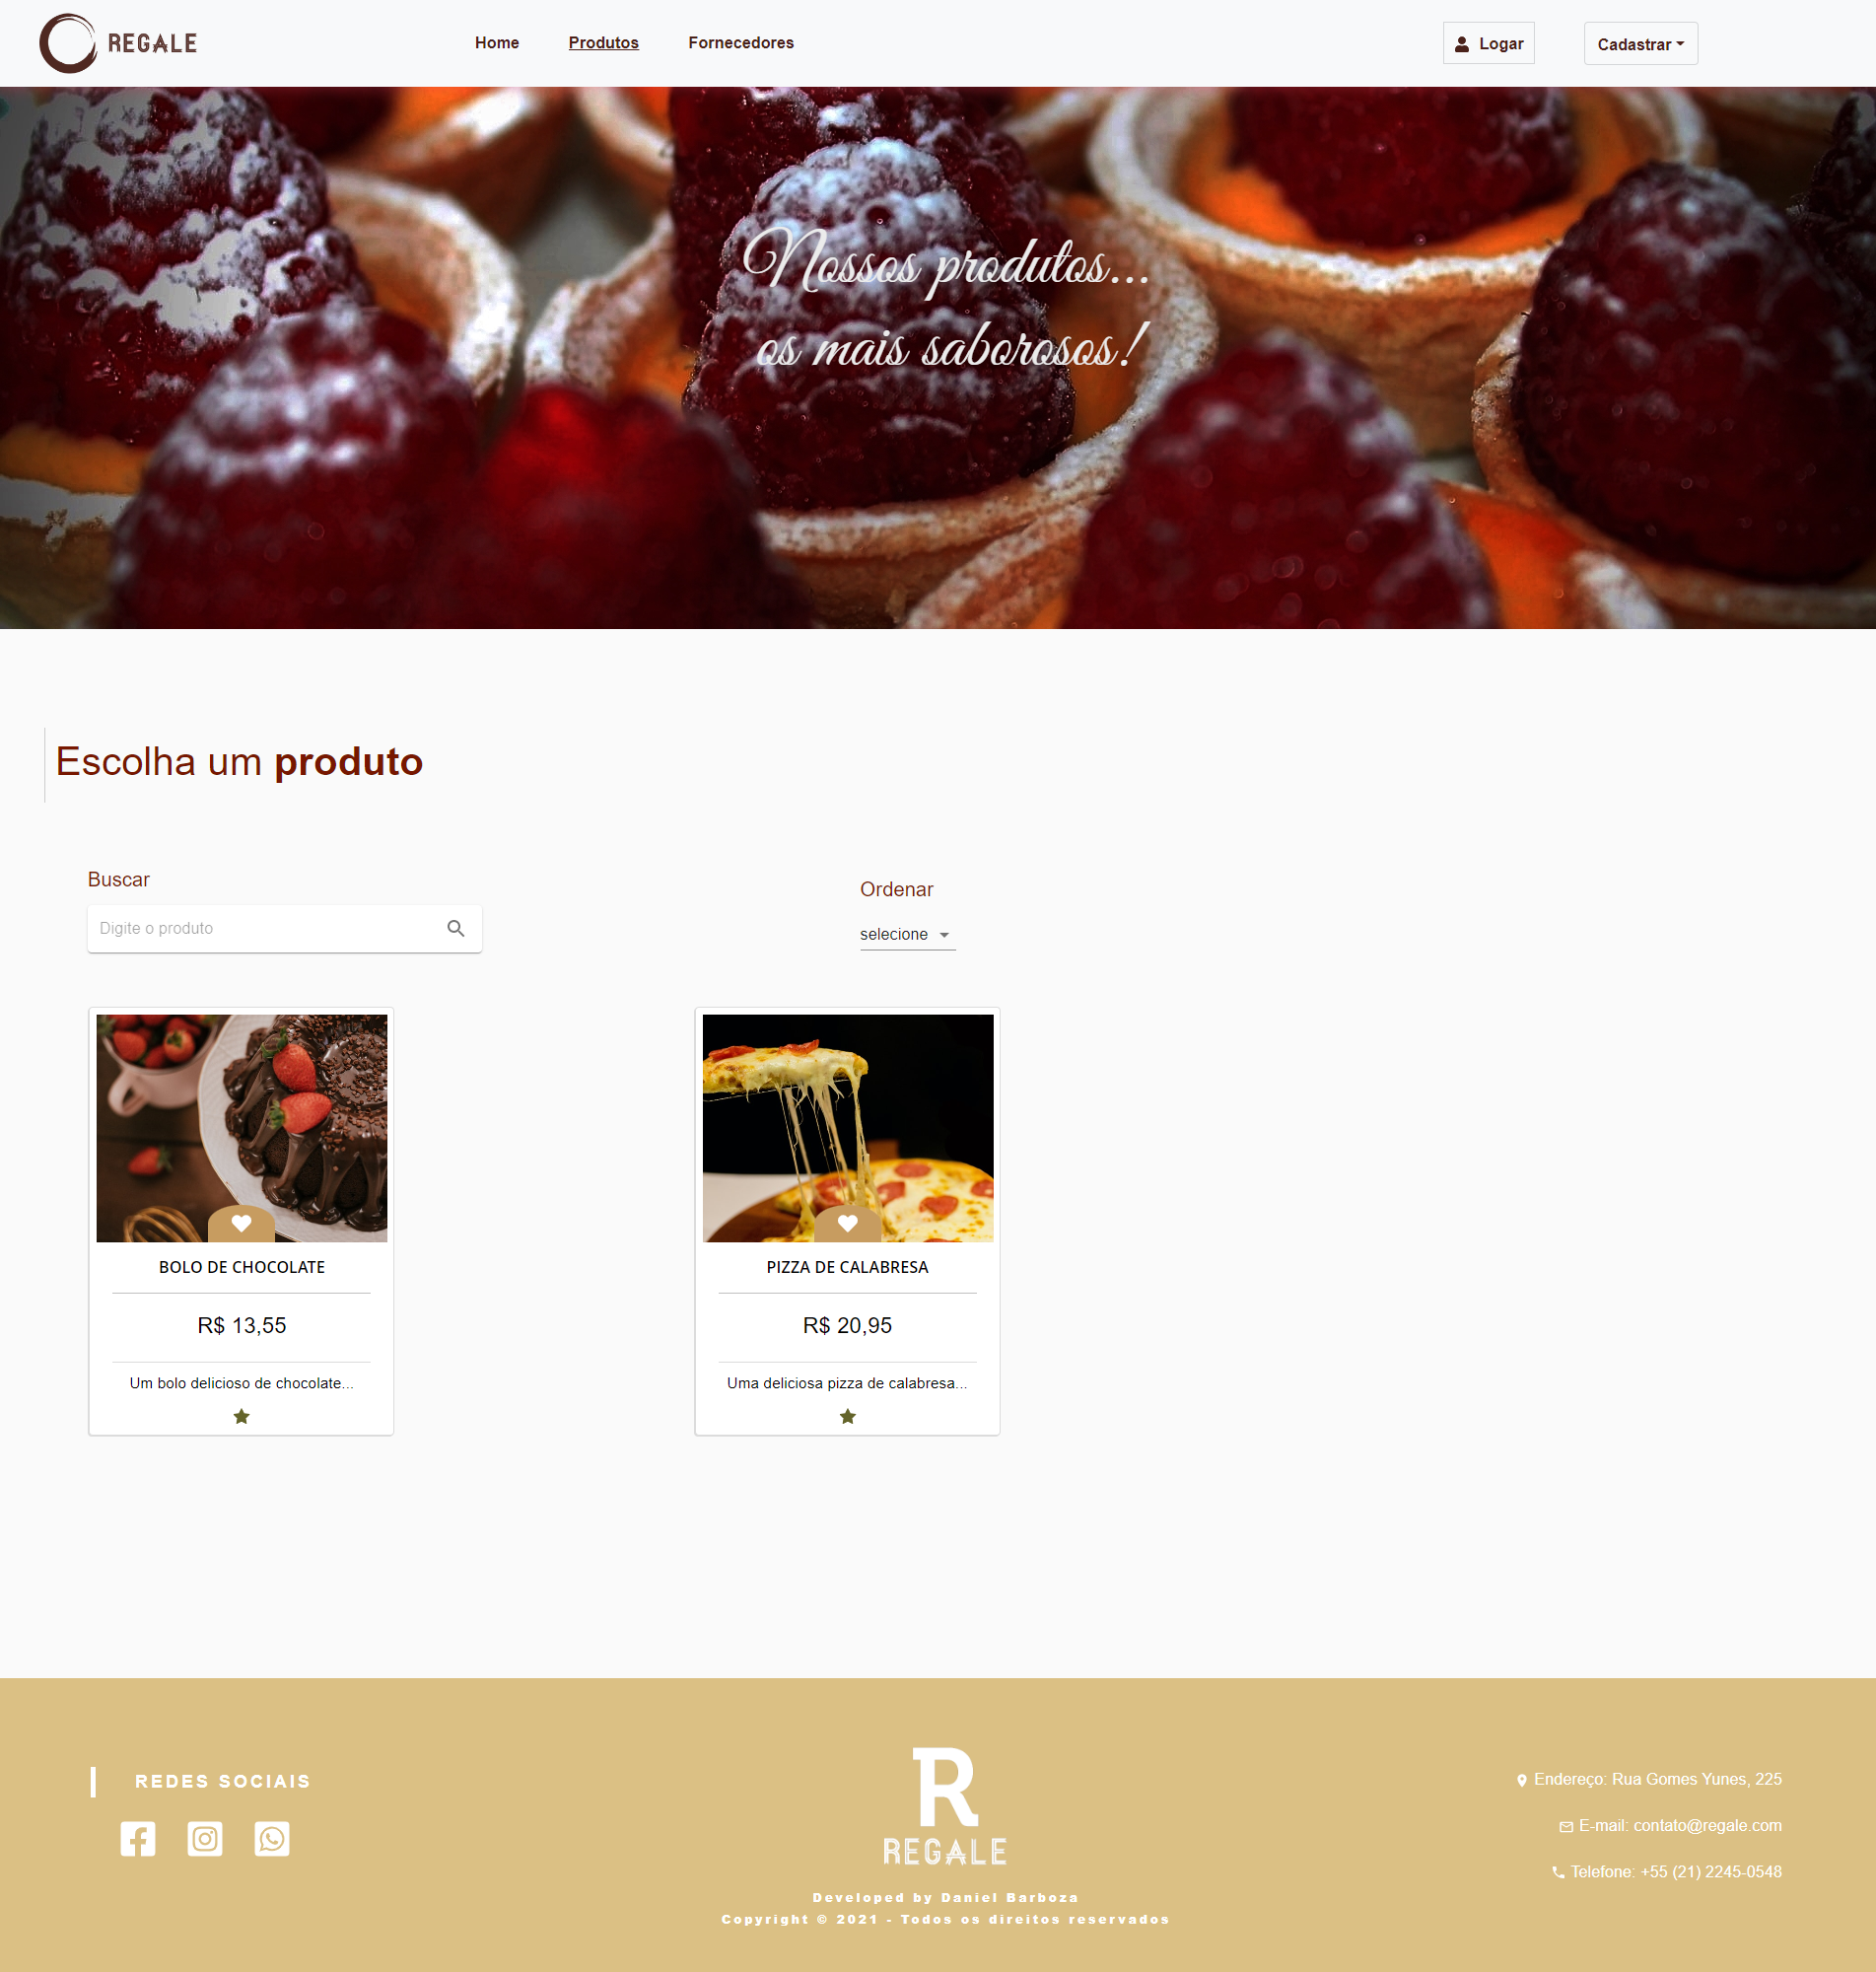 REGALE
Home
Produtos
Fornecedores
Logar
Cadastrar
Nossos produtos...
os mais saborosos!
Escolha um produto
Buscar
Digite o produto
Ordenar
selecione
BOLO DE CHOCOLATE
R$ 13,55
Um bolo delicioso de chocolate...
PIZZA DE CALABRESA
R$ 20,95
Uma deliciosa pizza de calabresa...
REDES SOCIAIS
R
REGALE
Developed by Daniel Barboza
Copyright © 2021 - Todos os direitos reservados
Endereço: Rua Gomes Yunes, 225
E-mail: contato@regale.com
Telefone: +55 (21) 2245-0548